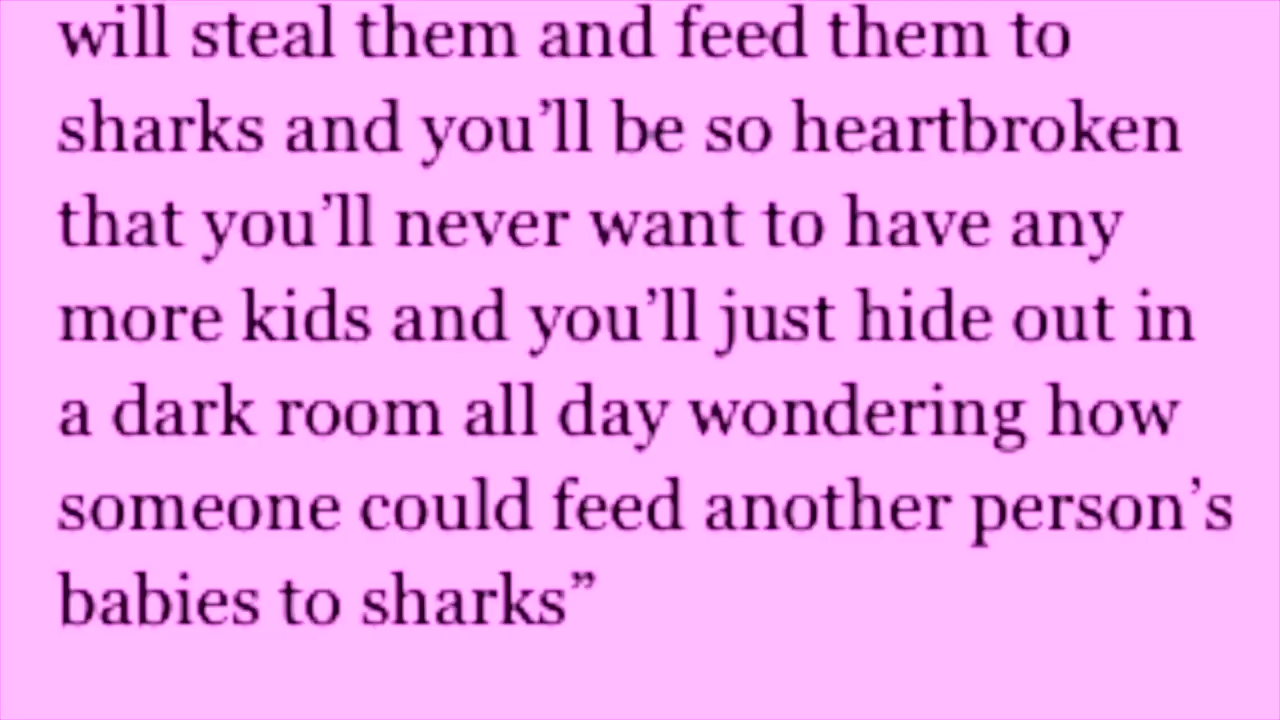 will steal them and feed them to
sharks and you’ll be so heartbroken
that you’ll never want to have any
more kids and you’ll just hide out in
a dark room all day wondering how
someone could feed another person’s
babies to sharks”